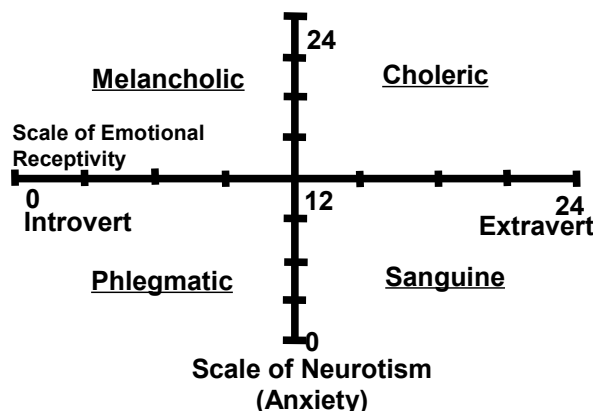 24
Melancholic
Choleric
Scale of Emotional
Receptivity
0
12
24
Introvert
Extravert
Phlegmatic
Sanguine
0
Scale of Neurotism
(Anxiety)